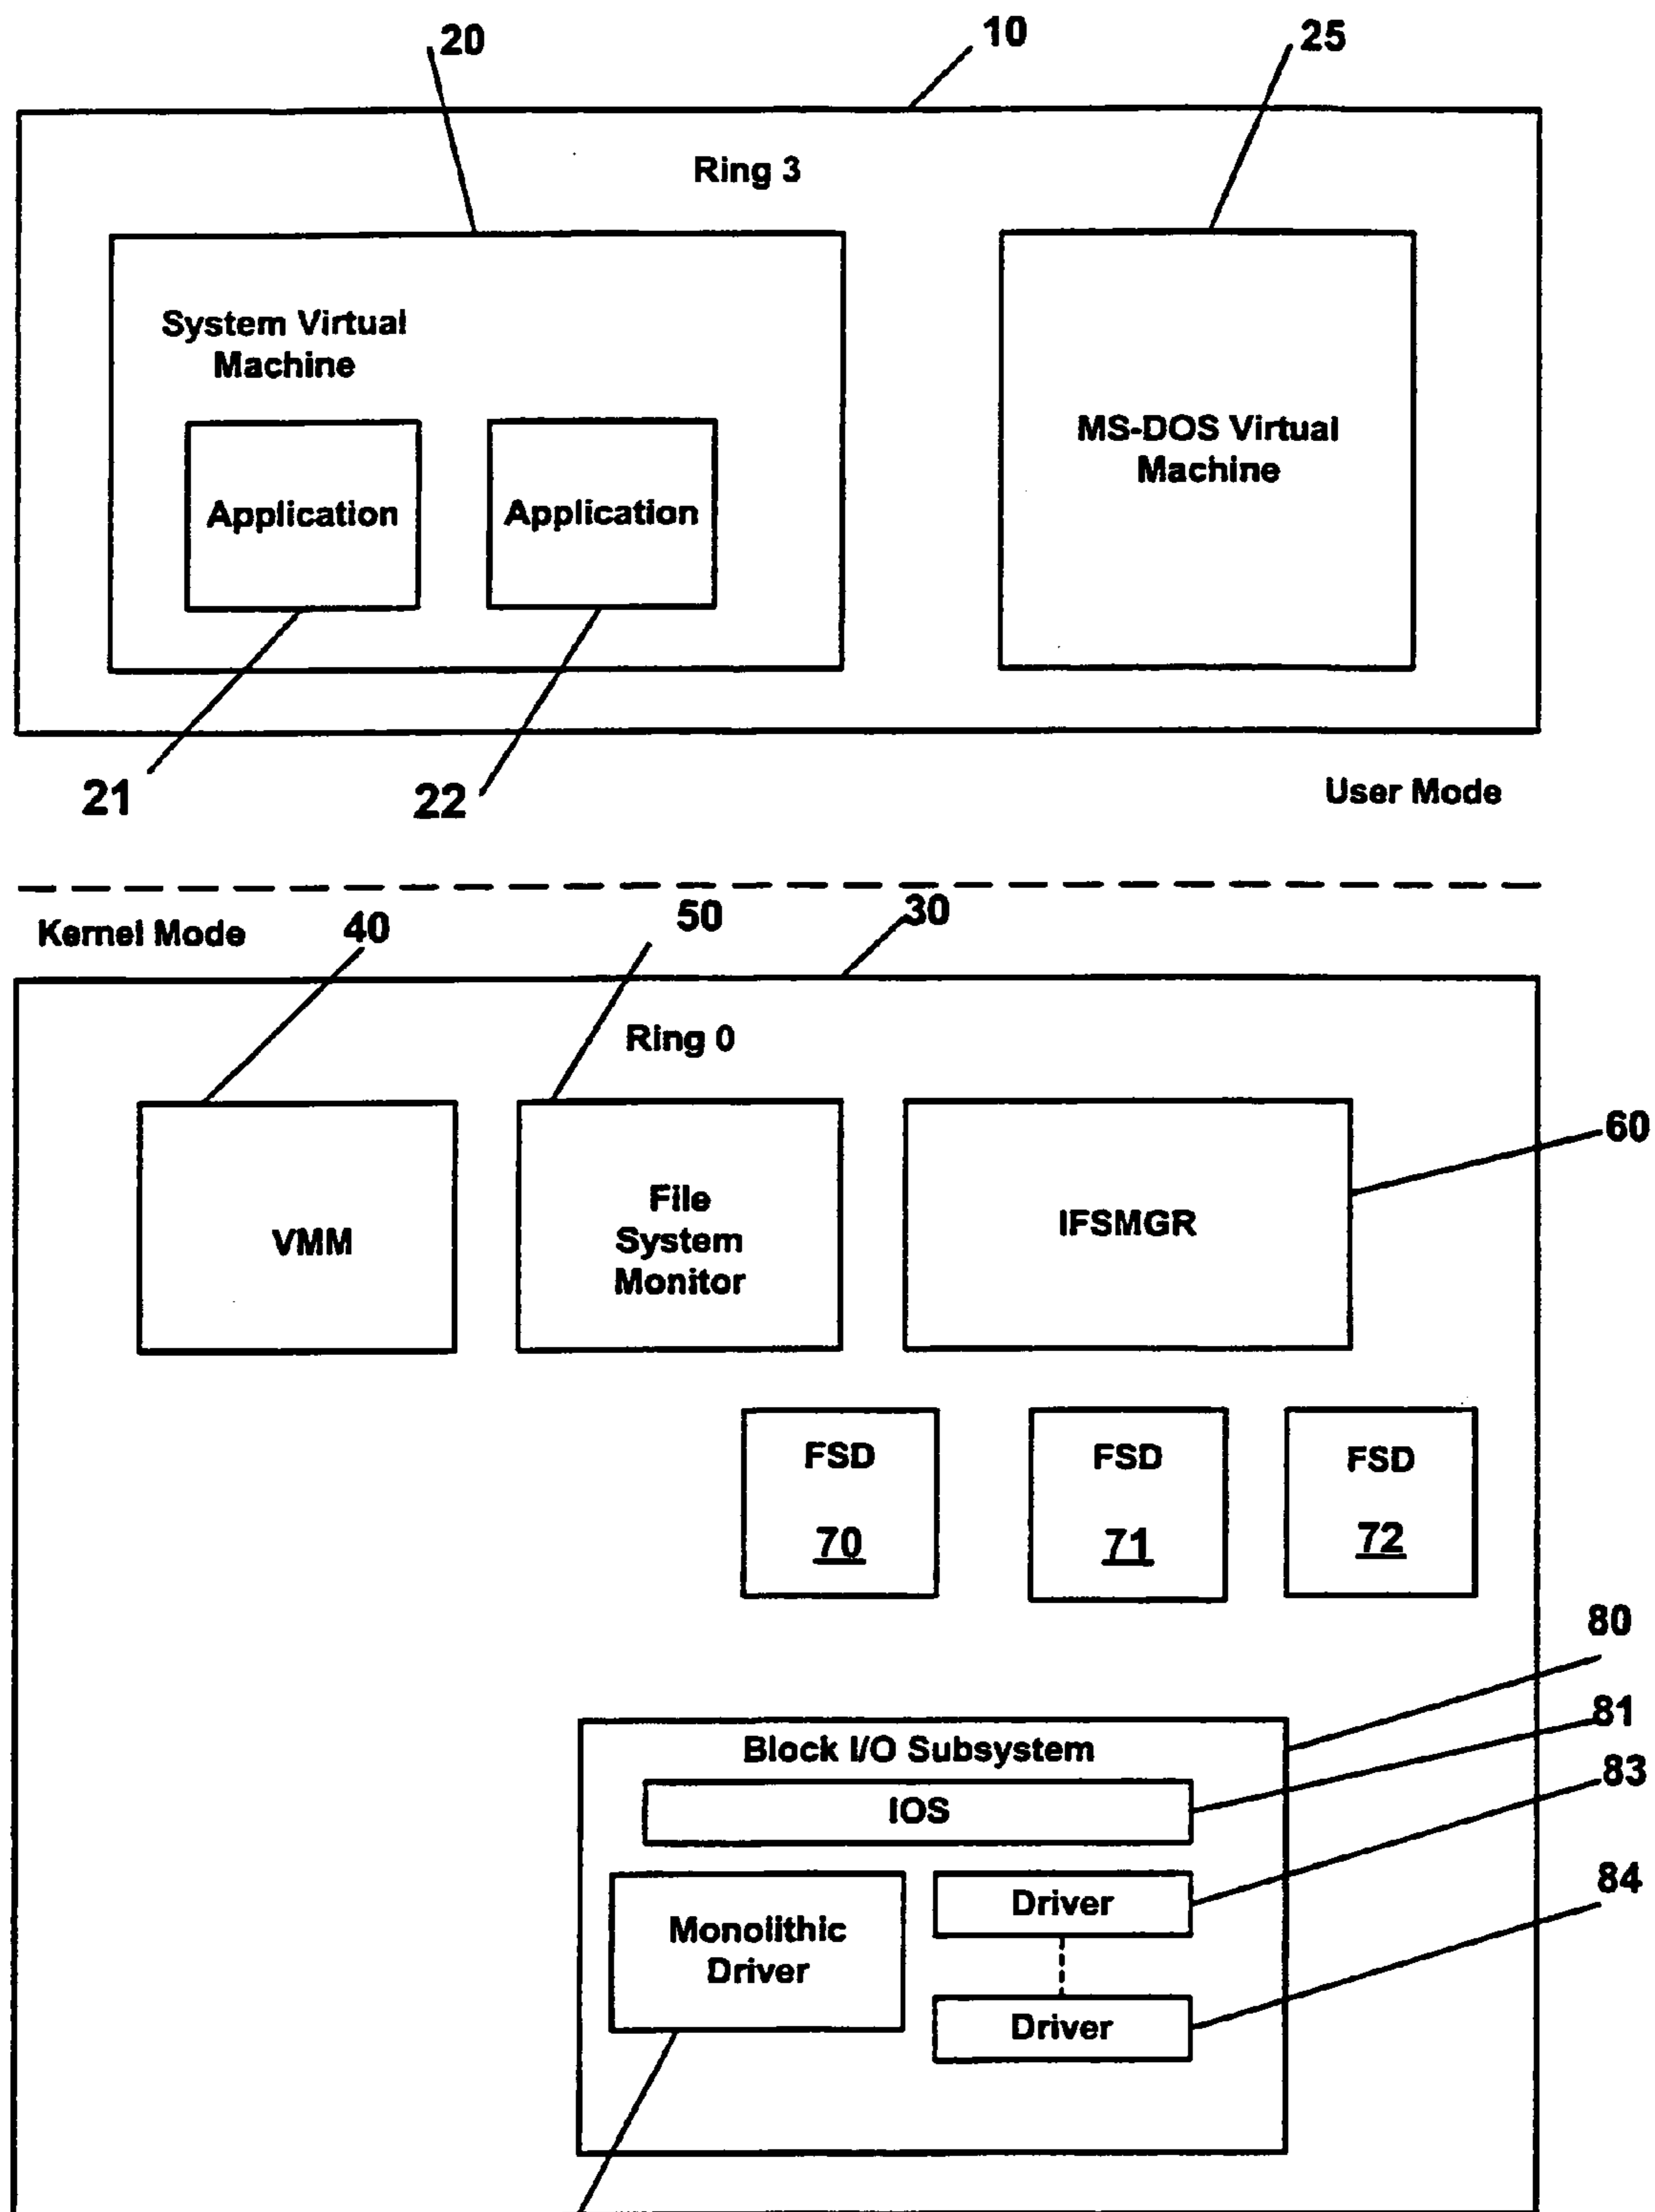 20
10
25
Ring 3
System Virtual
Machine
MS-DOS Virtual
Machine
Application
Application
21
22
User Mode
Kernel Mode
40
50
30
Ring 0
60
VMM
File
System
Monitor
IFSMGR
FSD
70
FSD
71
FSD
72
80
81
Block I/O Subsystem
IOS
83
Driver
84
Monolithic
Driver
Driver